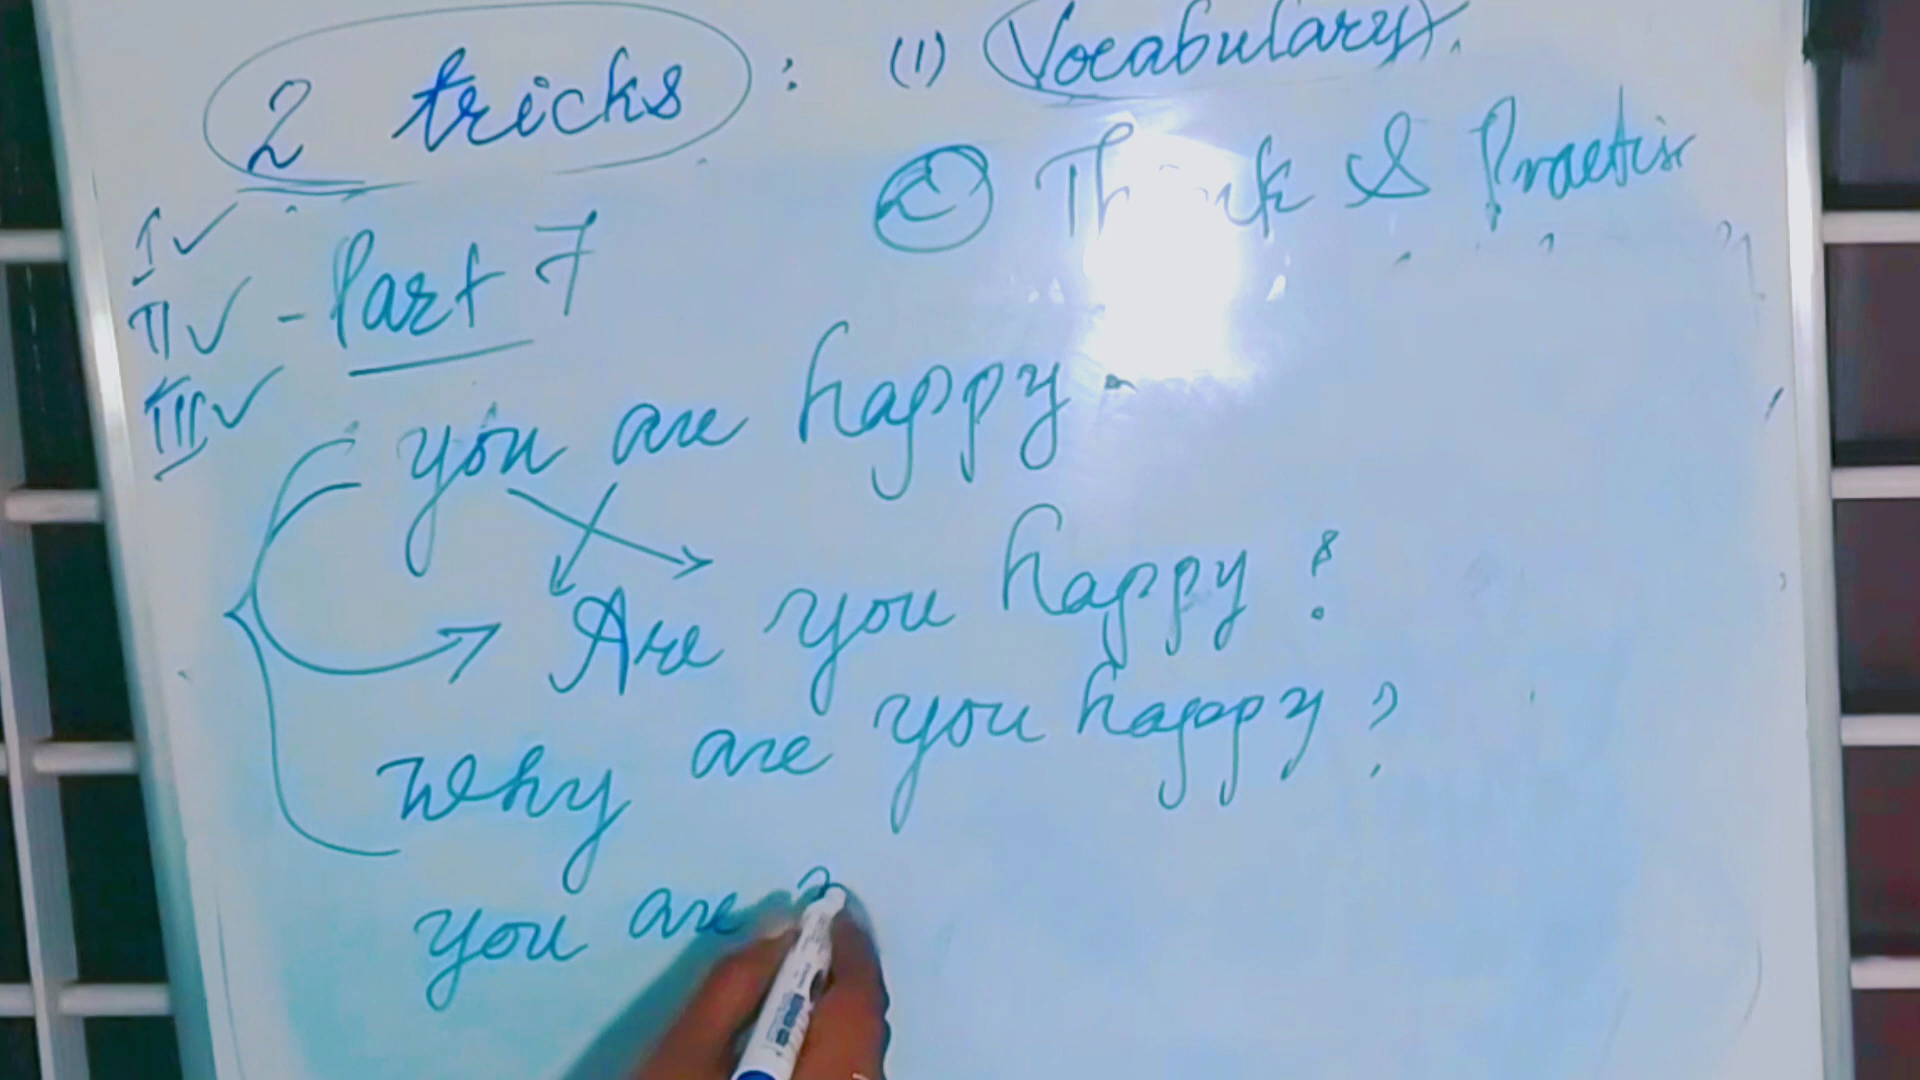 2 tricks : (1) Vocabulary.
(2) Think & Practise
I ✓
II ✓ - Part 7
III ✓
you are happy.
Are you happy?
Why are you happy?
you are